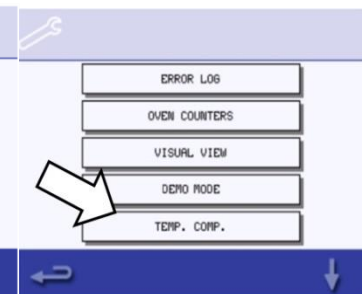 ERROR LOG
OVEN COUNTERS
VISUAL VIEW
DEMO MODE
TEMP. COMP.